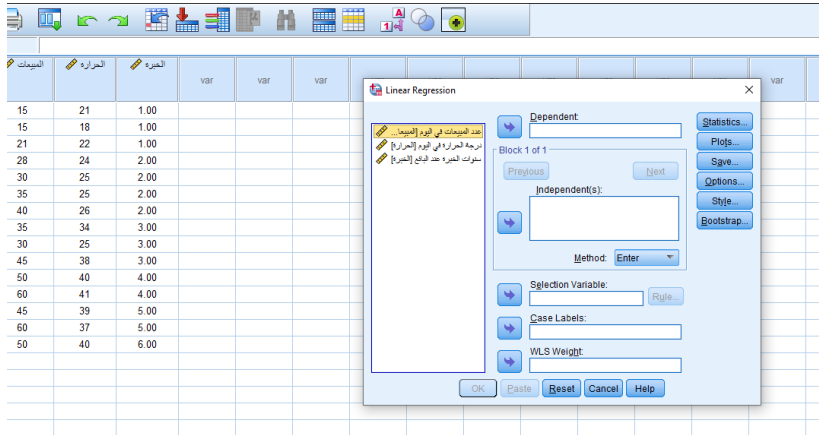 المبيعات
الحرارة
الخبرة
var
var
var
var
15 21 1.00
15 18 1.00
21 22 1.00
28 24 2.00
30 25 2.00
35 25 2.00
40 26 2.00
35 34 3.00
30 25 3.00
45 38 3.00
50 40 4.00
60 41 4.00
45 39 5.00
60 37 5.00
50 40 6.00
Linear Regression
عدد المبيعات في اليوم [المبيعا...
درجة الحرارة في اليوم [الحرارة]
سنوات الخبرة عند البائع [الخبرة]
Dependent:
Block 1 of 1
Previous
Next
Independent(s):
Method: Enter
Selection Variable:
Rule...
Case Labels:
WLS Weight:
Statistics...
Plots...
Save...
Options...
Style...
Bootstrap...
OK
Paste
Reset
Cancel
Help